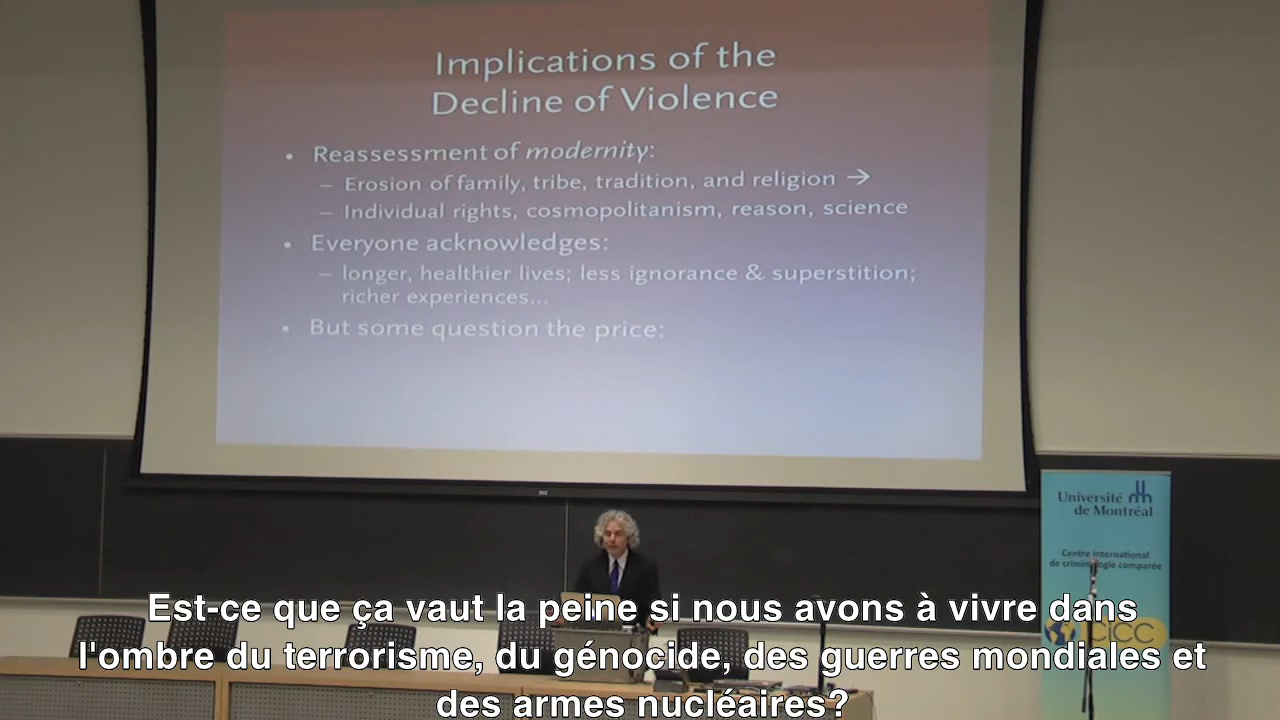 Implications of the
Decline of Violence
• Reassessment of modernity:
– Erosion of family, tribe, tradition, and religion →
– Individual rights, cosmopolitanism, reason, science
• Everyone acknowledges:
– longer, healthier lives; less ignorance & superstition;
richer experiences...
• But some question the price:
Université
de Montréal
Centre international
de criminologie comparée
CICC
Est-ce que ça vaut la peine si nous avons à vivre dans
l'ombre du terrorisme, du génocide, des guerres mondiales et
des armes nucléaires?